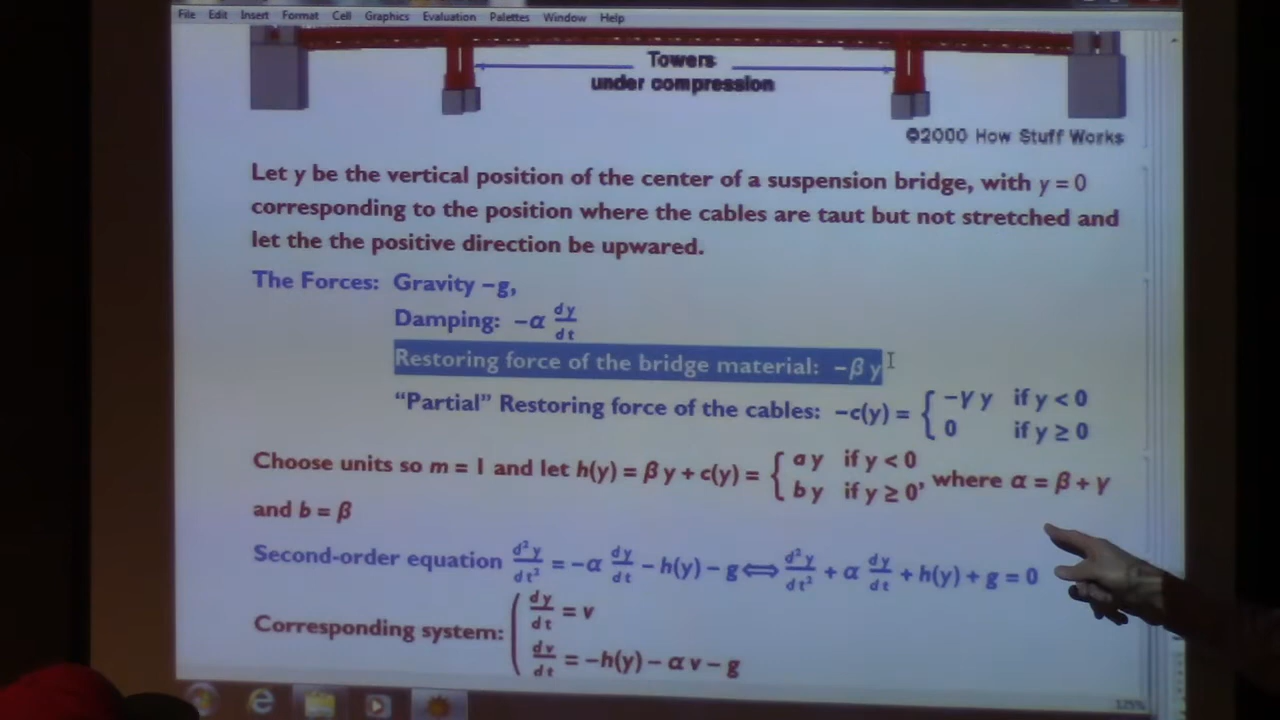 File Edit Insert Format Cell Graphics Evaluation Palettes Window Help
Towers
under compression
©2000 How Stuff Works
Let y be the vertical position of the center of a suspension bridge, with y = 0
corresponding to the position where the cables are taut but not stretched and
let the the positive direction be upwared.
The Forces: Gravity −g,
Damping: −α dy/dt
Restoring force of the bridge material: −β y
“Partial” Restoring force of the cables: −c(y) = { −γ y if y < 0
0 if y ≥ 0
Choose units so m = 1 and let h(y) = β y + c(y) = { a y if y < 0
b y if y ≥ 0 , where α = β + γ
and b = β
Second-order equation d²y/dt² = −α dy/dt − h(y) − g ⟺ d²y/dt² + α dy/dt + h(y) + g = 0
Corresponding system: { dy/dt = v
dv/dt = −h(y) − α v − g
125%